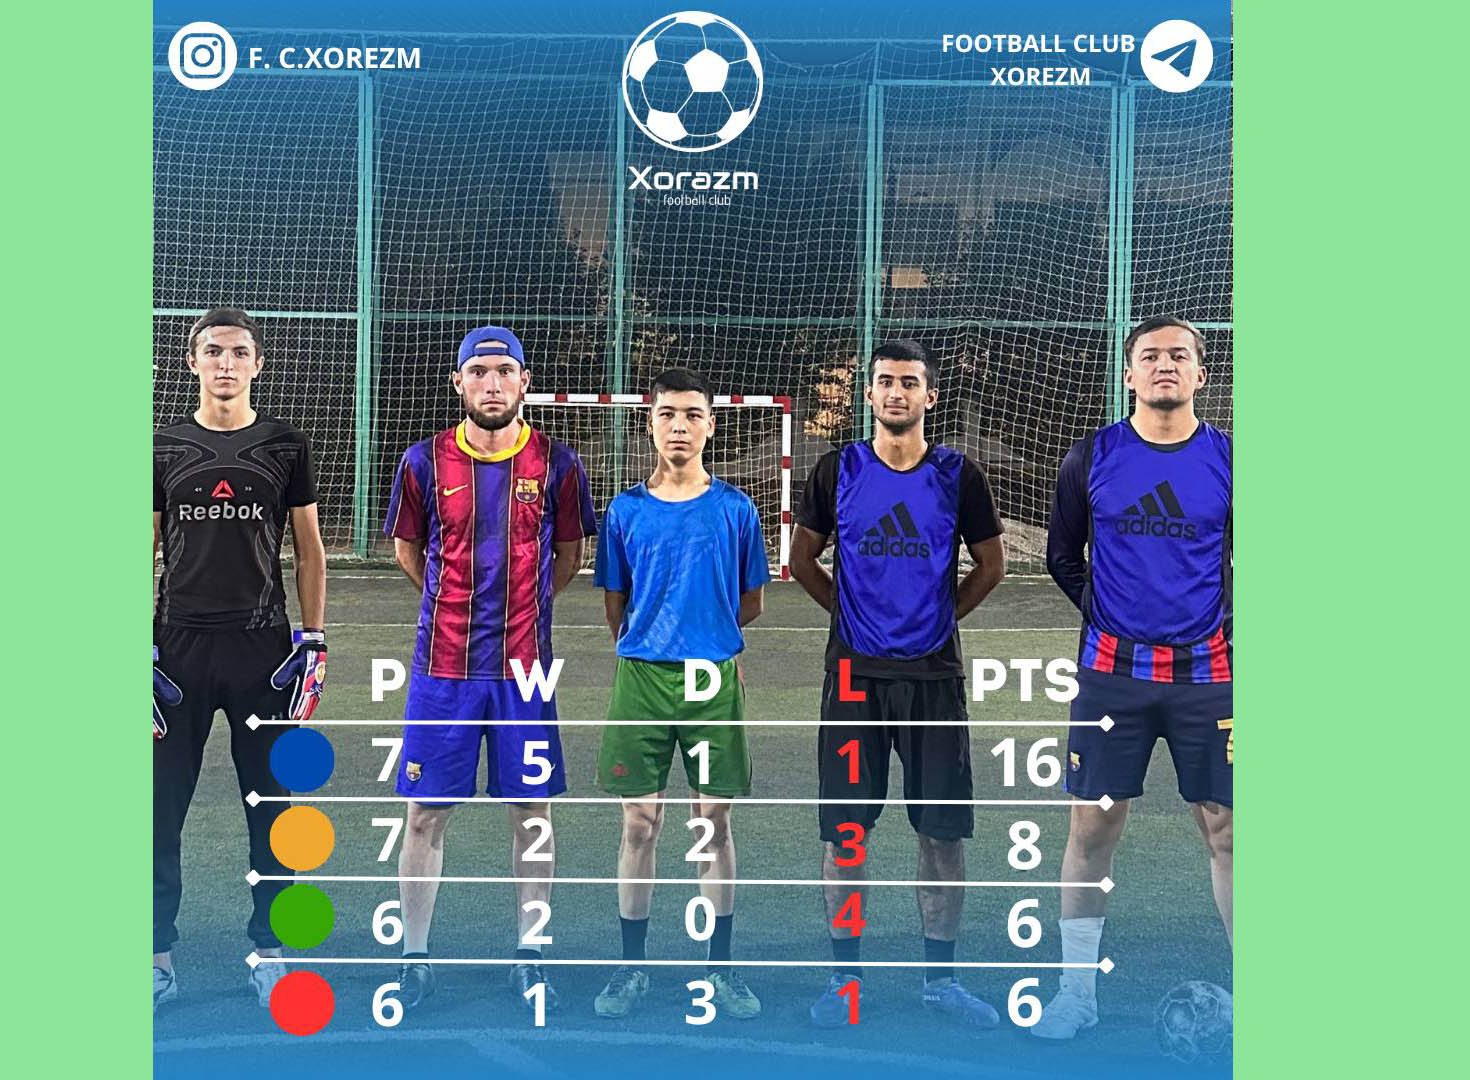 F. C.XOREZM
FOOTBALL CLUB
XOREZM
Xorazm
football club
Reebok
adidas
adidas
P W D L PTS
7 5 1 1 16
7 2 2 3 8
6 2 0 4 6
6 1 3 1 6